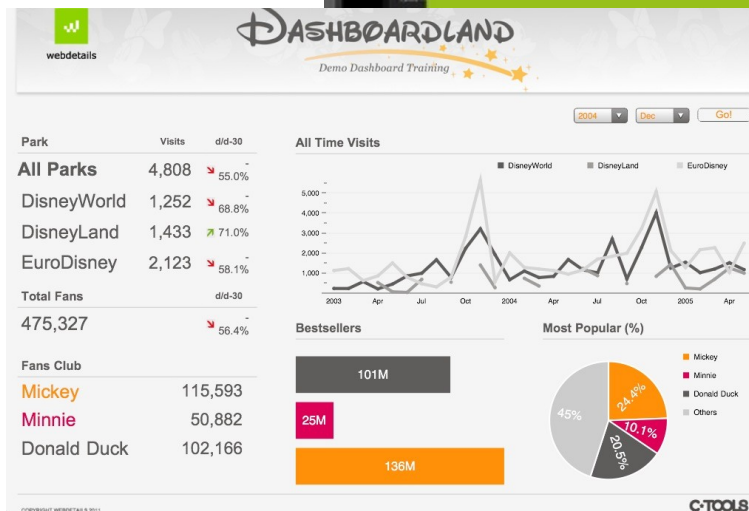 webdetails
DASHBOARDLAND
Demo Dashboard Training
2004 Dec Go!
Park Visits d/d-30
All Parks 4,808 -55.0%
DisneyWorld 1,252 -68.8%
DisneyLand 1,433 71.0%
EuroDisney 2,123 -58.1%
Total Fans d/d-30
475,327 -56.4%
Fans Club
Mickey 115,593
Minnie 50,882
Donald Duck 102,166
All Time Visits
DisneyWorld DisneyLand EuroDisney
5,000
4,000
3,000
2,000
1,000
2003 Apr Jul Oct 2004 Apr Jul Oct 2005 Apr
Bestsellers
101M
25M
136M
Most Popular (%)
Mickey
Minnie
Donald Duck
Others
24.4%
10.1%
20.5%
45%
COPYRIGHT WEBDETAILS 2011
C•TOOLS